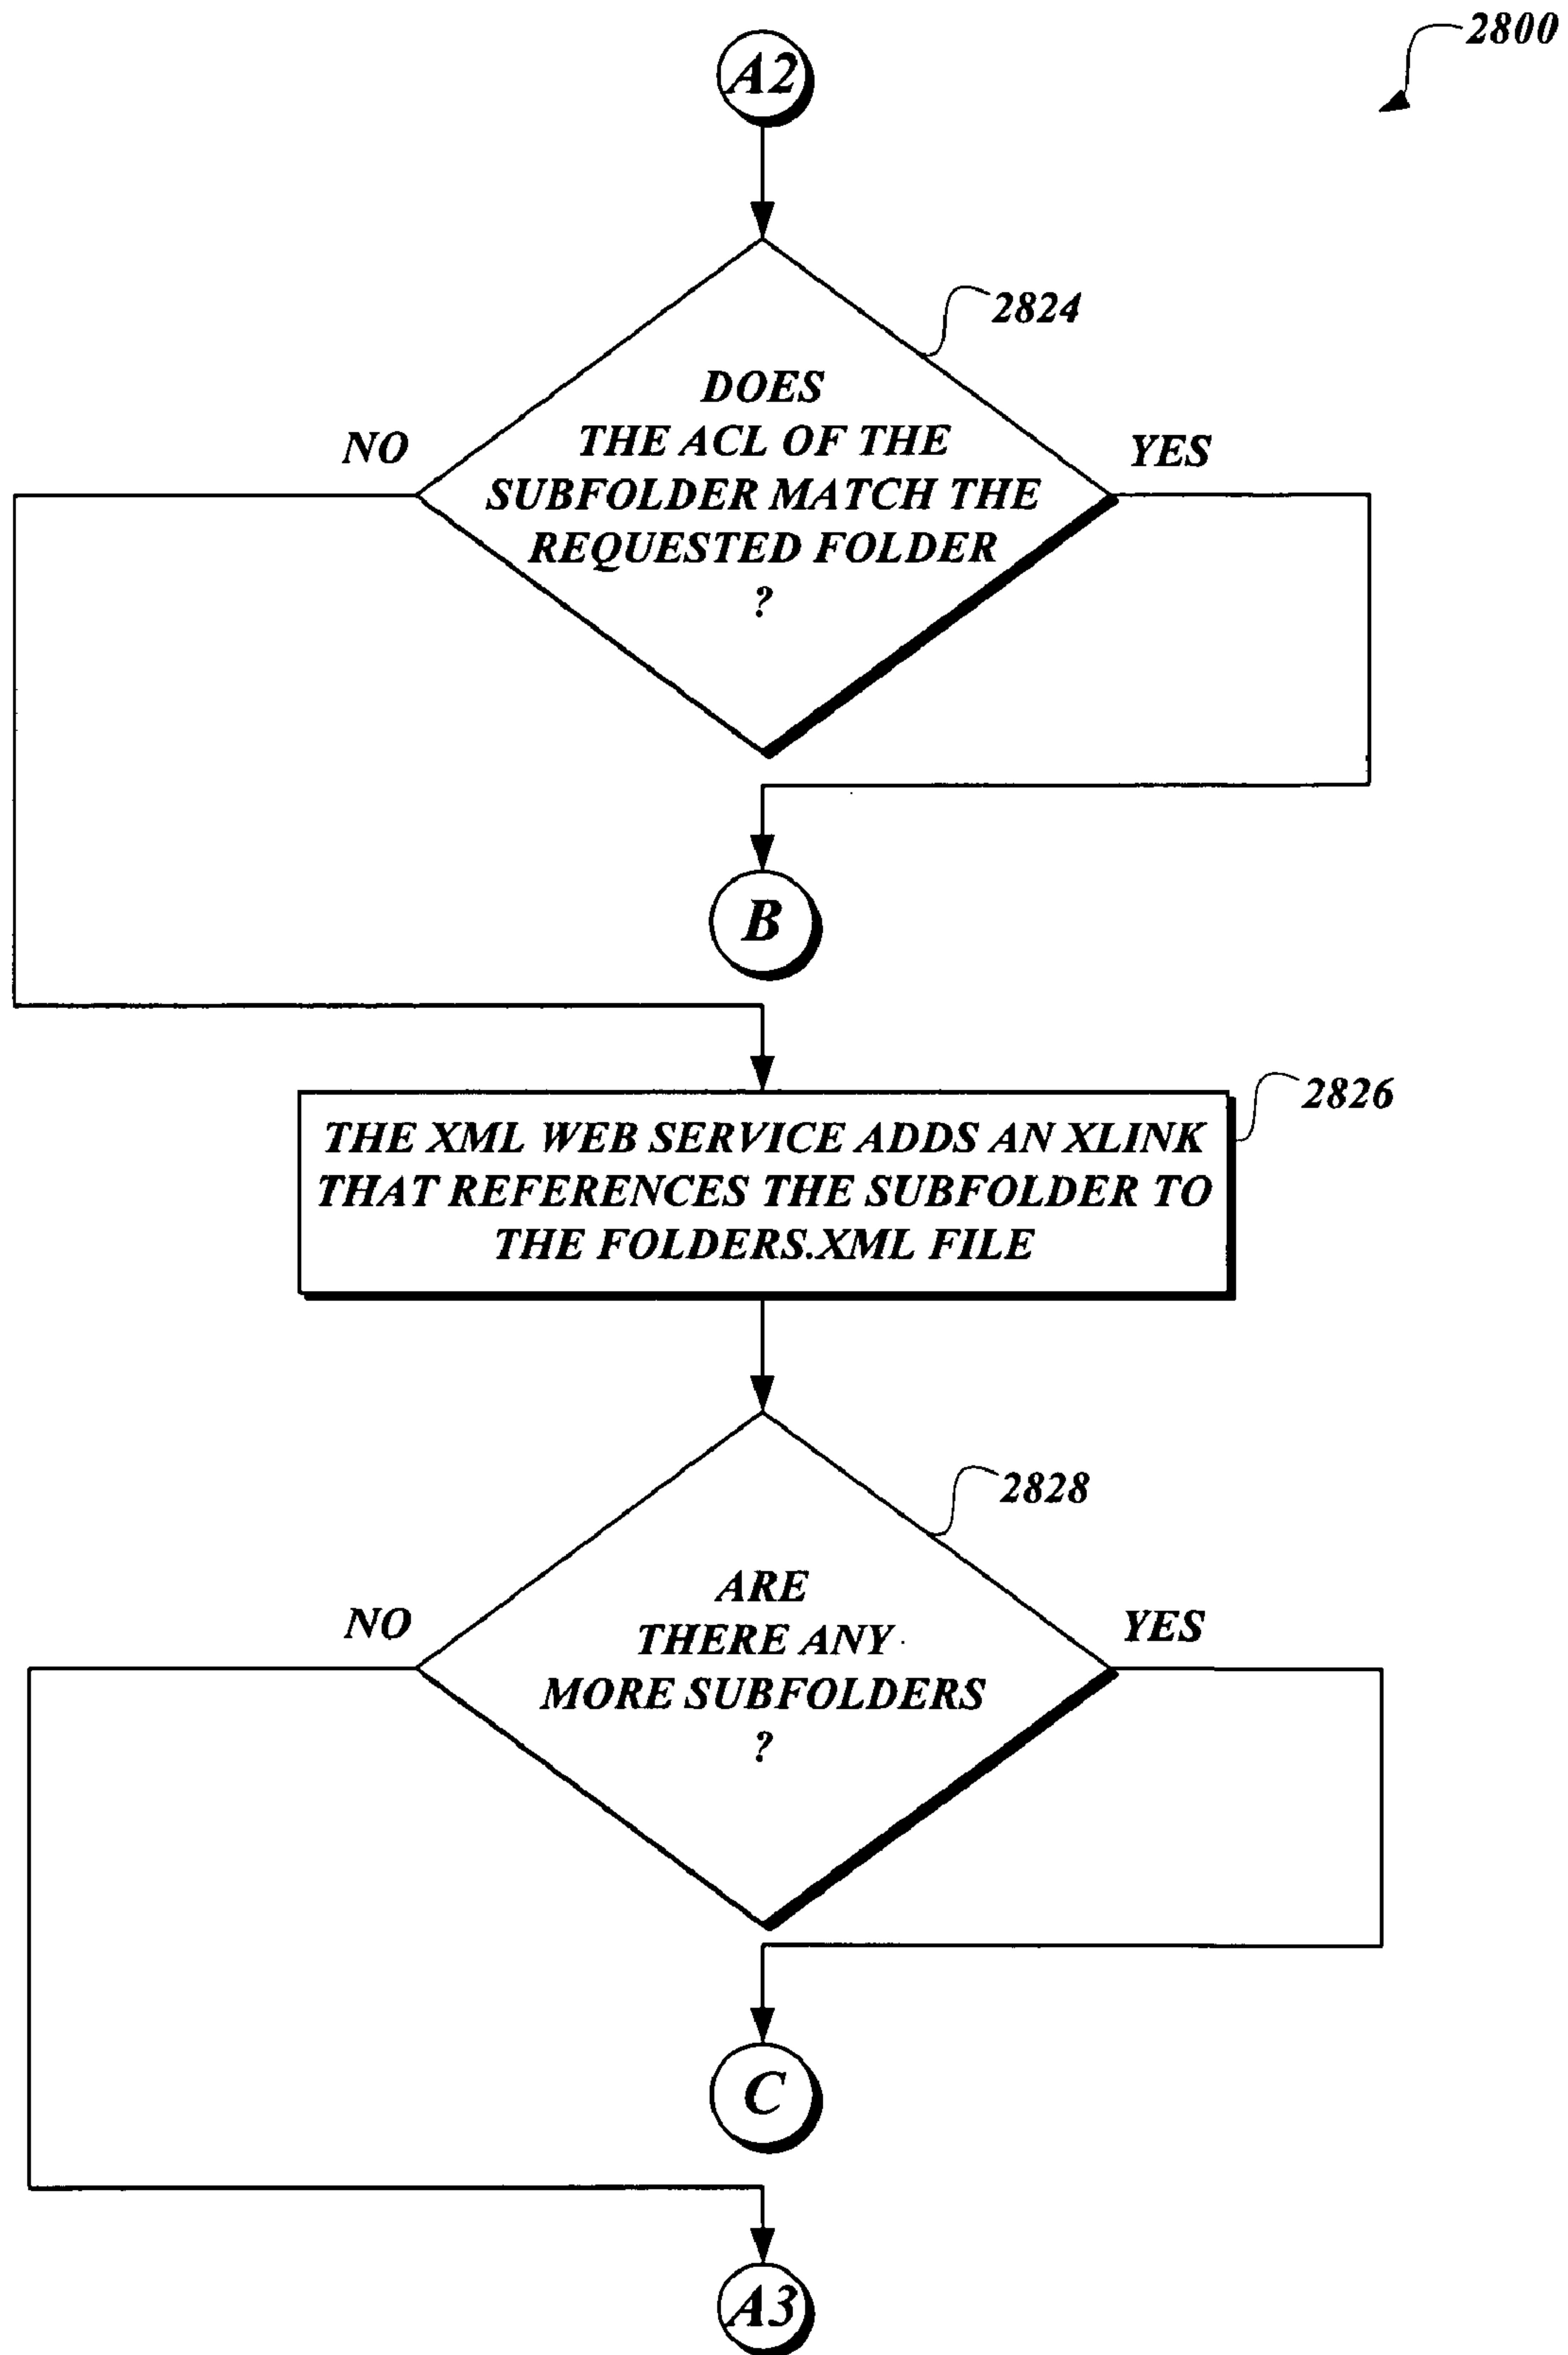 2800
A2
2824
DOES
THE ACL OF THE
SUBFOLDER MATCH THE
REQUESTED FOLDER
?
NO
YES
B
2826
THE XML WEB SERVICE ADDS AN XLINK
THAT REFERENCES THE SUBFOLDER TO
THE FOLDERS.XML FILE
2828
ARE
THERE ANY
MORE SUBFOLDERS
?
NO
YES
C
A3